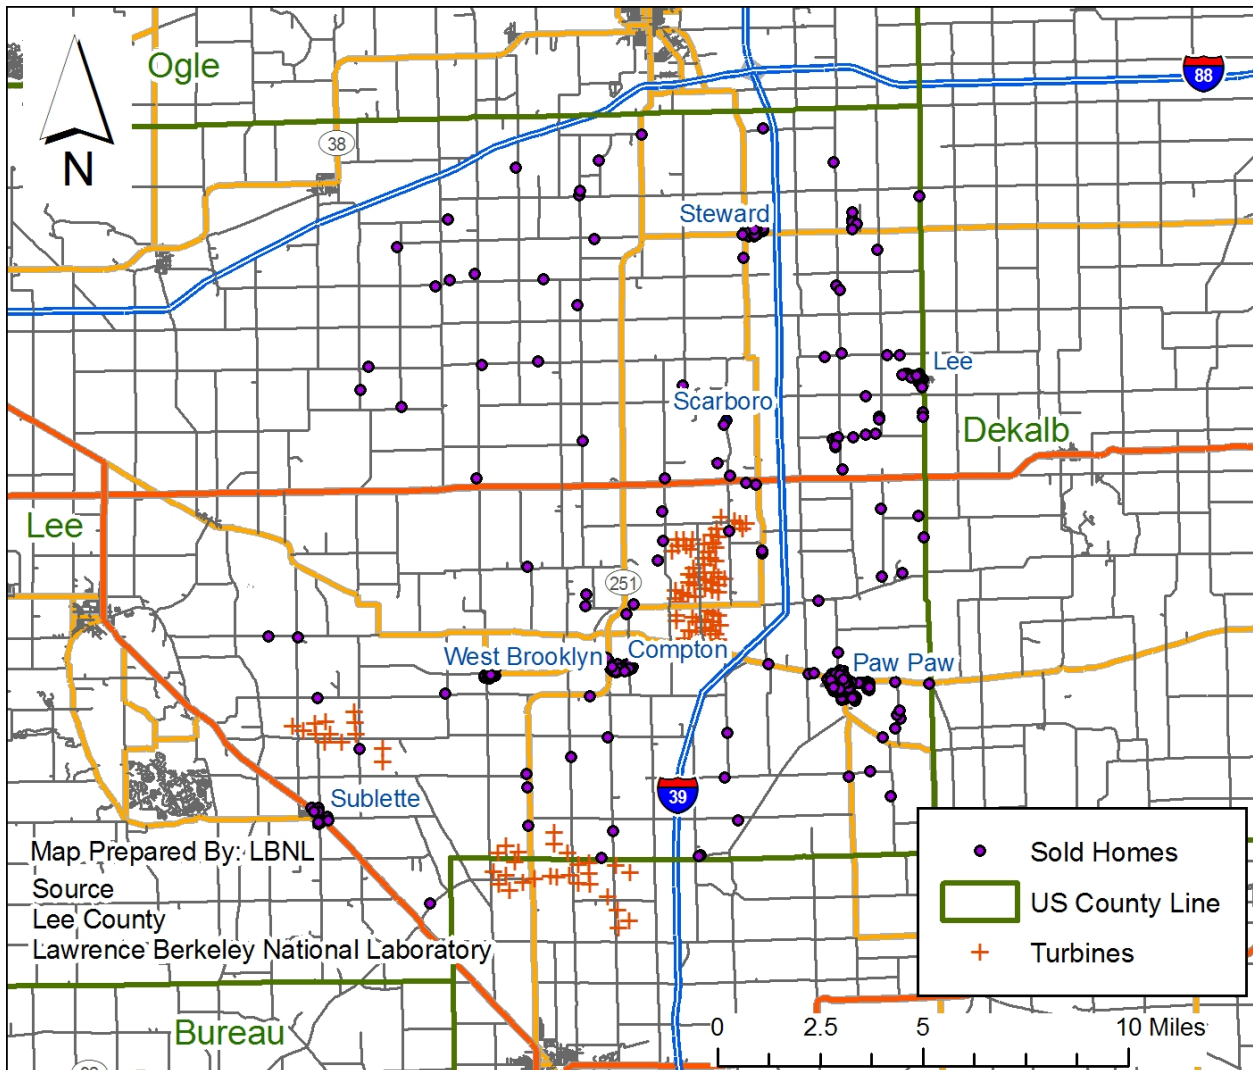 Ogle
88
38
N
Steward
Lee
Scarboro
Dekalb
Lee
251
Compton
West Brooklyn
Paw Paw
39
Sublette
Map Prepared By: LBNL
Source
Lee County
Lawrence Berkeley National Laboratory
Sold Homes
US County Line
Turbines
Bureau
0 2.5 5 10 Miles